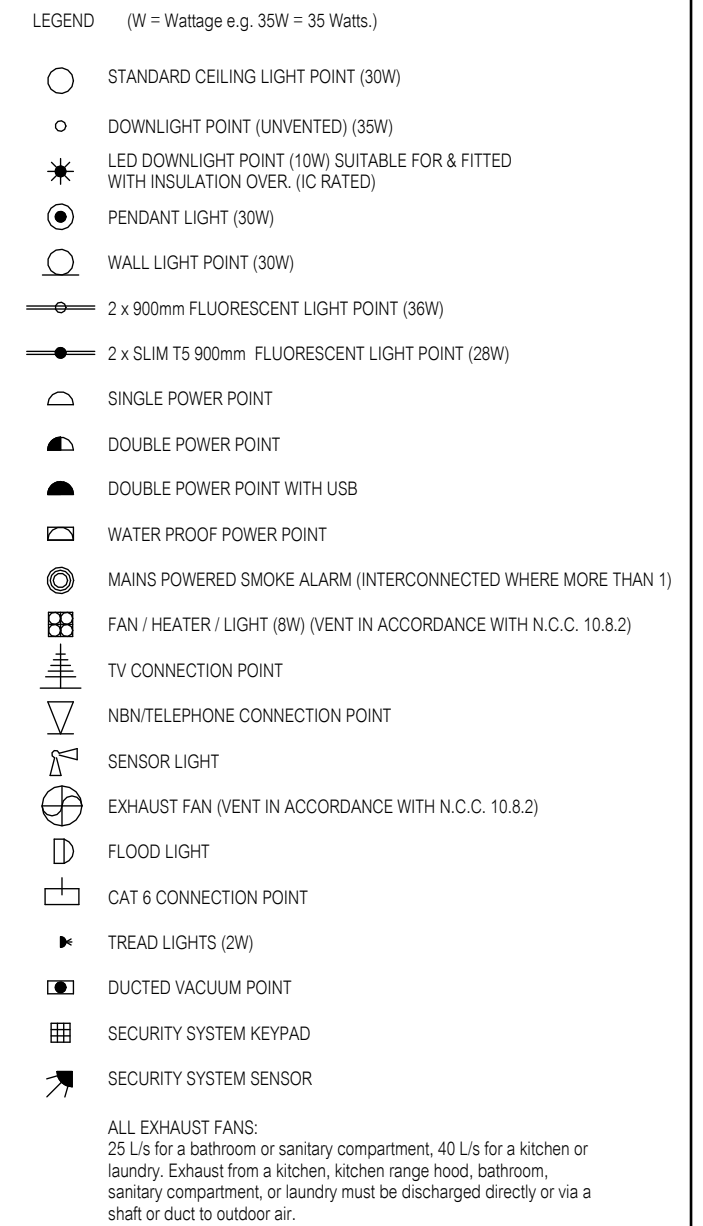 LEGEND (W = Wattage e.g. 35W = 35 Watts.)
STANDARD CEILING LIGHT POINT (30W)
DOWNLIGHT POINT (UNVENTED) (35W)
LED DOWNLIGHT POINT (10W) SUITABLE FOR & FITTED
WITH INSULATION OVER. (IC RATED)
PENDANT LIGHT (30W)
WALL LIGHT POINT (30W)
2 x 900mm FLUORESCENT LIGHT POINT (36W)
2 x SLIM T5 900mm FLUORESCENT LIGHT POINT (28W)
SINGLE POWER POINT
DOUBLE POWER POINT
DOUBLE POWER POINT WITH USB
WATER PROOF POWER POINT
MAINS POWERED SMOKE ALARM (INTERCONNECTED WHERE MORE THAN 1)
FAN / HEATER / LIGHT (8W) (VENT IN ACCORDANCE WITH N.C.C. 10.8.2)
TV CONNECTION POINT
NBN/TELEPHONE CONNECTION POINT
SENSOR LIGHT
EXHAUST FAN (VENT IN ACCORDANCE WITH N.C.C. 10.8.2)
FLOOD LIGHT
CAT 6 CONNECTION POINT
TREAD LIGHTS (2W)
DUCTED VACUUM POINT
SECURITY SYSTEM KEYPAD
SECURITY SYSTEM SENSOR
ALL EXHAUST FANS:
25 L/s for a bathroom or sanitary compartment, 40 L/s for a kitchen or
laundry. Exhaust from a kitchen, kitchen range hood, bathroom,
sanitary compartment, or laundry must be discharged directly or via a
shaft or duct to outdoor air.